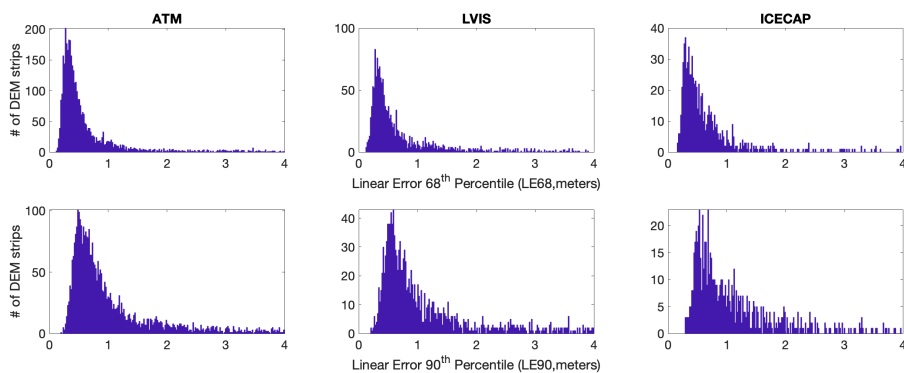 ATM LVIS ICECAP
# of DEM strips
200
150
100
50
0
0 1 2 3 4
100
50
0
0 1 2 3 4
40
30
20
10
0
0 1 2 3 4
Linear Error 68th Percentile (LE68,meters)
# of DEM strips
100
50
0
0 1 2 3 4
40
30
20
10
0
0 1 2 3 4
20
15
10
5
0
0 1 2 3 4
Linear Error 90th Percentile (LE90,meters)